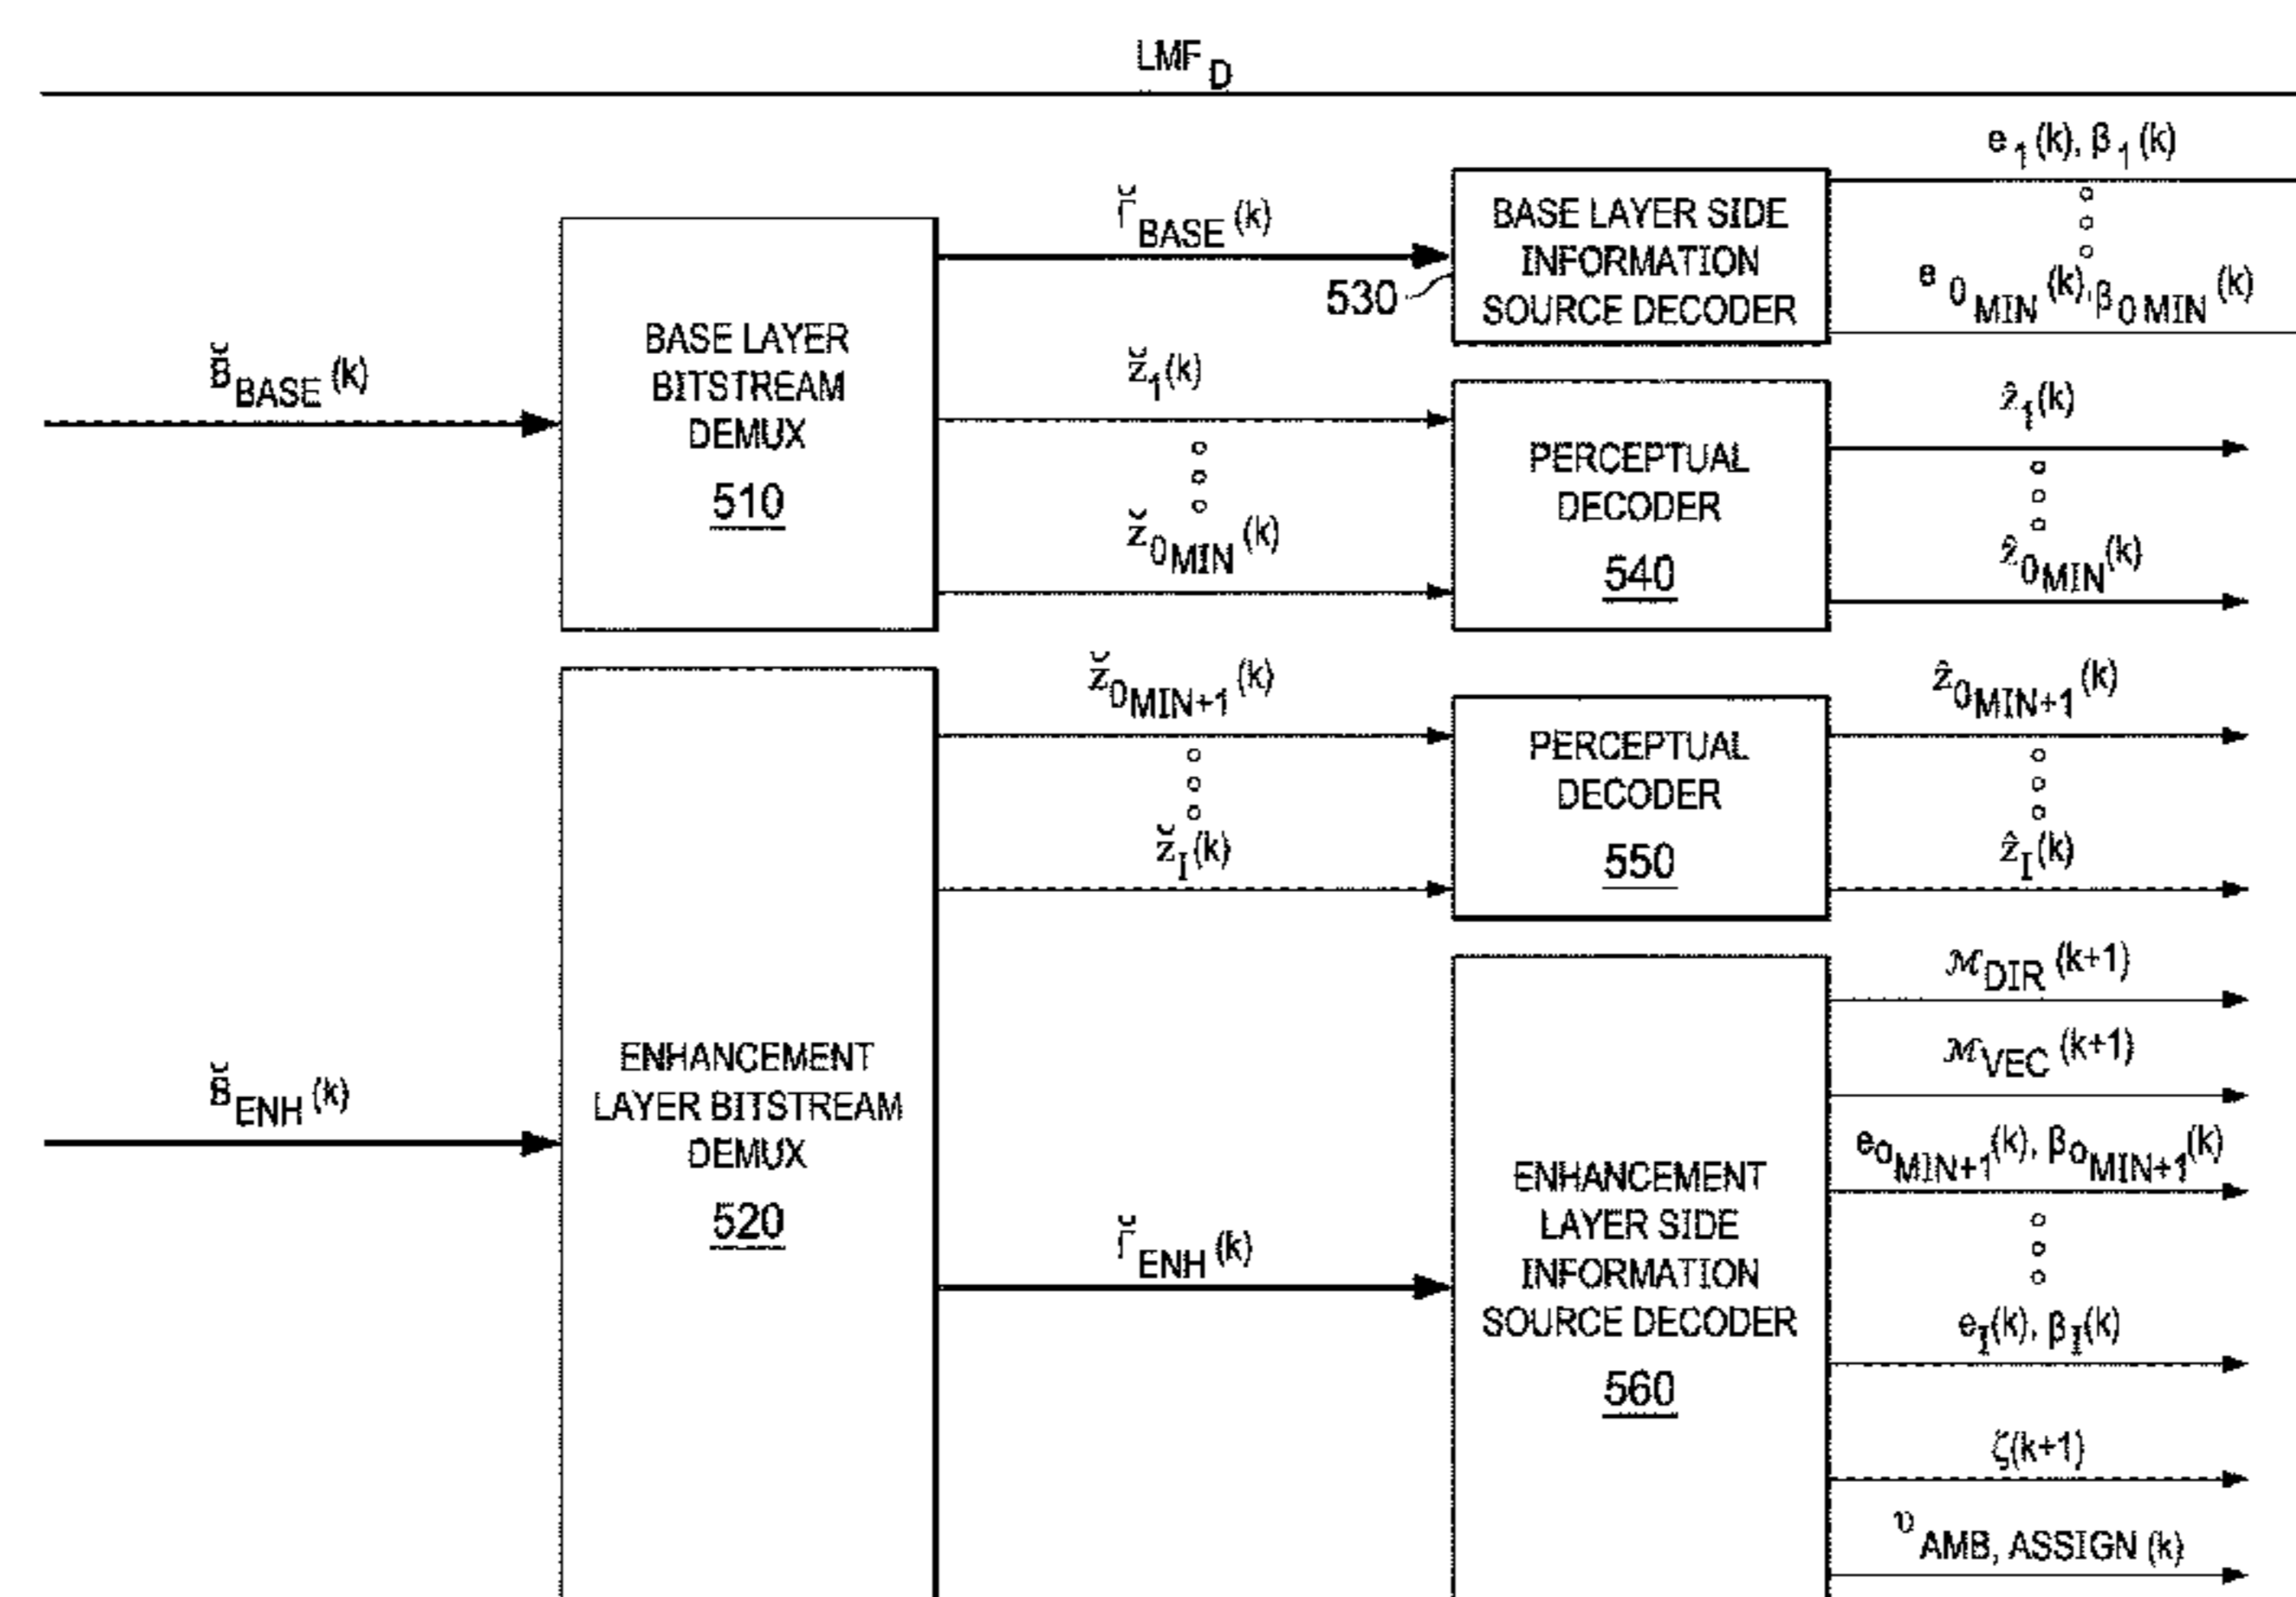 LMF D
e 1 (k), β 1 (k)
Γ̆ BASE (k)
BASE LAYER SIDE
INFORMATION
SOURCE DECODER
530
e 0 MIN (k), β 0 MIN (k)
B̆ BASE (k)
BASE LAYER
BITSTREAM
DEMUX
510
z̆ 1 (k)
z̆ 0 MIN (k)
PERCEPTUAL
DECODER
540
ẑ 1 (k)
ẑ 0 MIN (k)
z̆ 0 MIN+1 (k)
z̆ I (k)
PERCEPTUAL
DECODER
550
ẑ 0 MIN+1 (k)
ẑ I (k)
B̆ ENH (k)
ENHANCEMENT
LAYER BITSTREAM
DEMUX
520
Γ̆ ENH (k)
ENHANCEMENT
LAYER SIDE
INFORMATION
SOURCE DECODER
560
ℳ DIR (k+1)
ℳ VEC (k+1)
e 0 MIN+1 (k), β 0 MIN+1 (k)
e I (k), β I (k)
ζ(k+1)
υ AMB, ASSIGN (k)